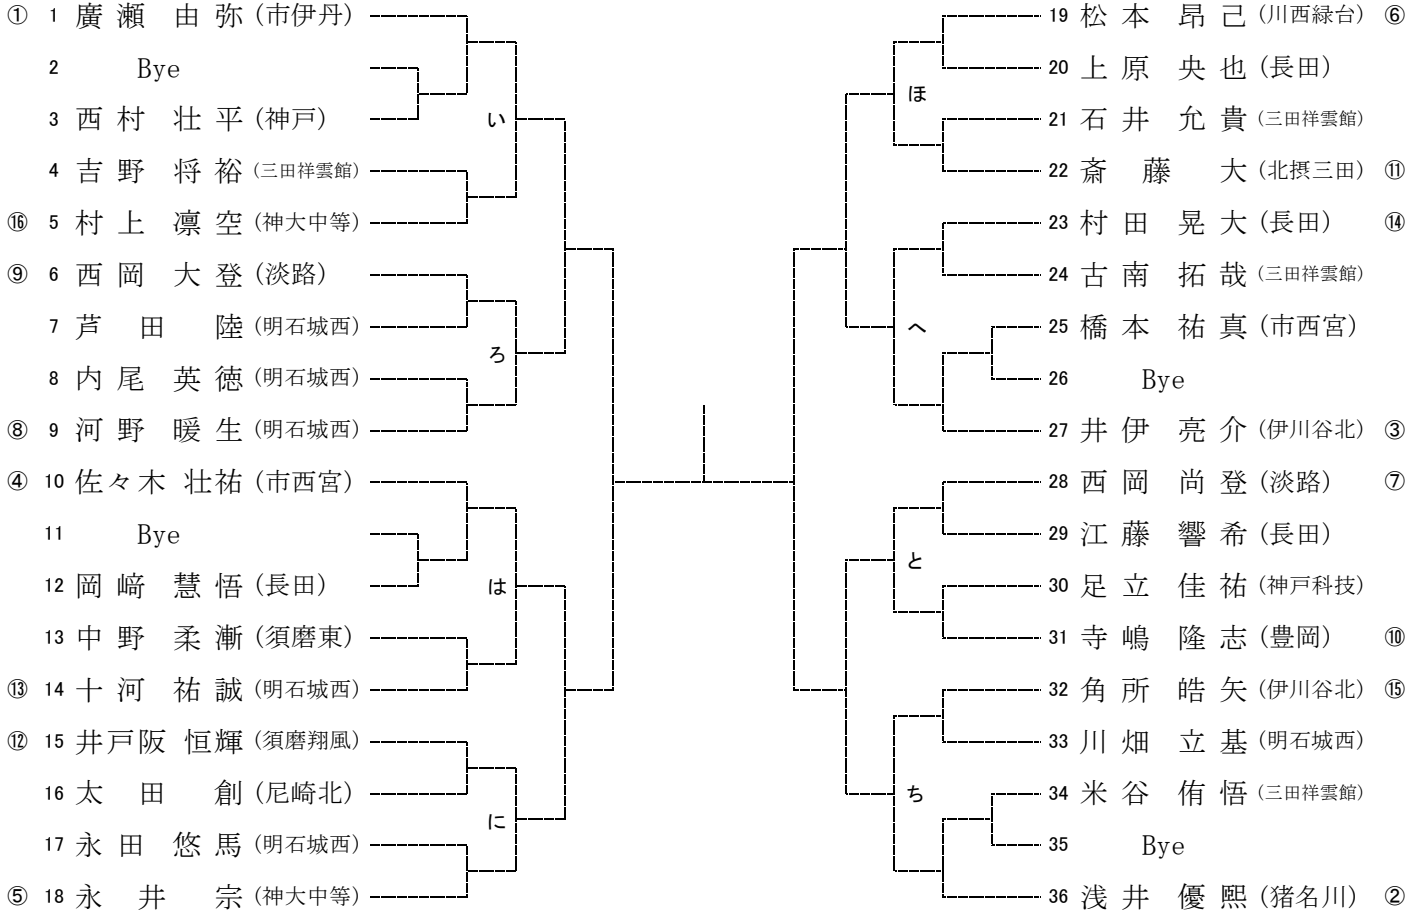 ① 1 廣瀬 由弥 (市伊丹)
2 Bye
3 西村 壮平 (神戸)
い
4 吉野 将裕 (三田祥雲館)
⑯ 5 村上 凛空 (神大中等)
⑨ 6 西岡 大登 (淡路)
7 芦田 陸 (明石城西)
ろ
8 内尾 英徳 (明石城西)
⑧ 9 河野 暖生 (明石城西)
④ 10 佐々木 壮祐 (市西宮)
11 Bye
12 岡﨑 慧悟 (長田)
は
13 中野 柔漸 (須磨東)
⑬ 14 十河 祐誠 (明石城西)
⑫ 15 井戸阪 恒輝 (須磨翔風)
16 太田 創 (尼崎北)
に
17 永田 悠馬 (明石城西)
⑤ 18 永井 宗 (神大中等)
19 松本 昂己 (川西緑台) ⑥
20 上原 央也 (長田)
ほ
21 石井 允貴 (三田祥雲館)
22 斎藤 大 (北摂三田) ⑪
23 村田 晃大 (長田) ⑭
24 古南 拓哉 (三田祥雲館)
へ
25 橋本 祐真 (市西宮)
26 Bye
27 井伊 亮介 (伊川谷北) ③
28 西岡 尚登 (淡路) ⑦
29 江藤 響希 (長田)
と
30 足立 佳祐 (神戸科技)
31 寺嶋 隆志 (豊岡) ⑩
32 角所 皓矢 (伊川谷北) ⑮
33 川畑 立基 (明石城西)
ち
34 米谷 侑悟 (三田祥雲館)
35 Bye
36 浅井 優熙 (猪名川) ②